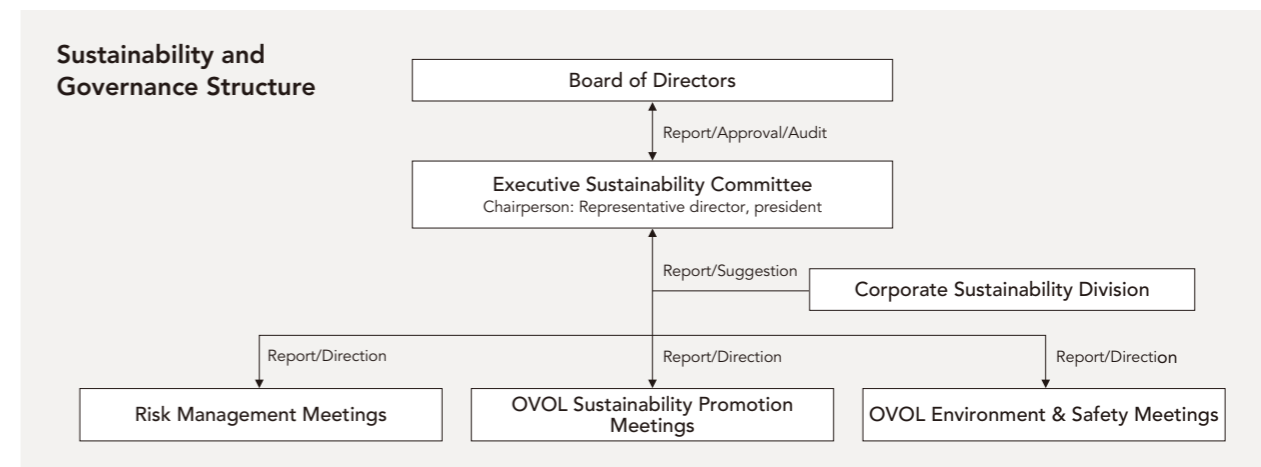 Sustainability and
Governance Structure
Board of Directors
Report/Approval/Audit
Executive Sustainability Committee
Chairperson: Representative director, president
Report/Suggestion
Corporate Sustainability Division
Report/Direction
Report/Direction
Report/Direction
Risk Management Meetings
OVOL Sustainability Promotion
Meetings
OVOL Environment & Safety Meetings